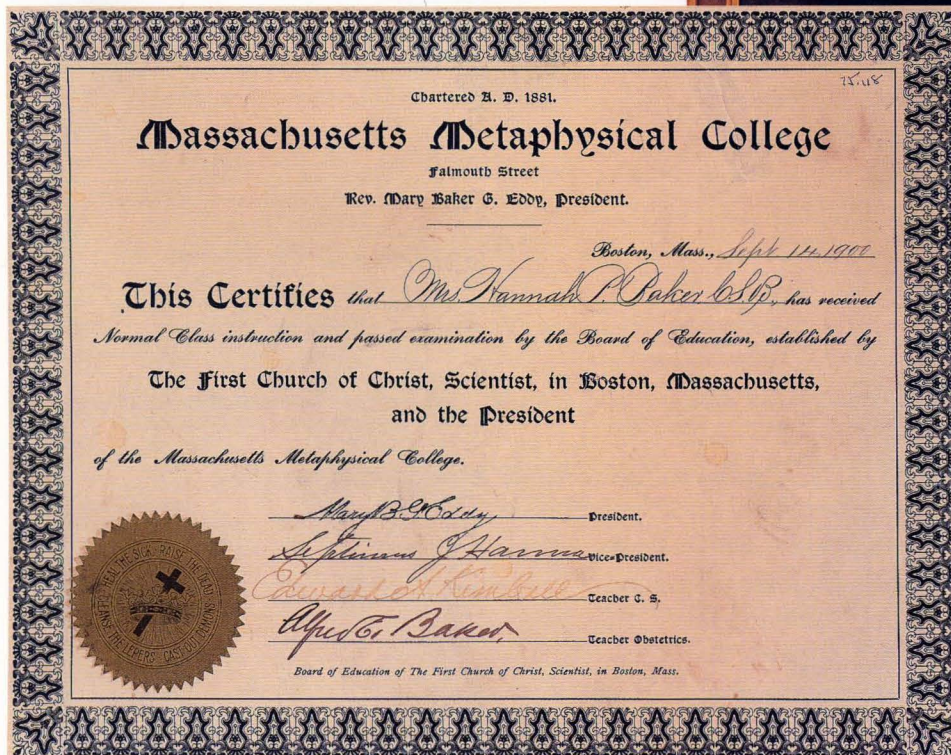 75.118
Chartered A. D. 1881.
Massachusetts Metaphysical College
Falmouth Street
Rev. Mary Baker G. Eddy, President.
Boston, Mass., Sept 14, 1900
This Certifies that Mrs. Hannah P. Baker C.S.B., has received
Normal Class instruction and passed examination by the Board of Education, established by
The First Church of Christ, Scientist, in Boston, Massachusetts,
and the President
of the Massachusetts Metaphysical College.
Mary B G Eddy President.
Septimus J Hanna Vice-President.
Edward A Kimball Teacher C. S.
Alfred E. Baker, Teacher Obstetrics.
HEAL THE SICK · RAISE THE DEAD · CLEANSE THE LEPERS · CAST OUT DEMONS
Board of Education of The First Church of Christ, Scientist, in Boston, Mass.